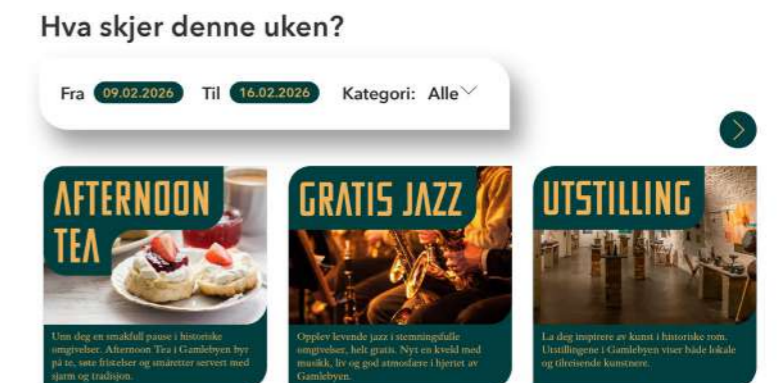 Hva skjer denne uken?
Fra 09.02.2026 Til 16.02.2026 Kategori: Alle
AFTERNOON
TEA
Unn deg en smakfull pause i historiske
omgivelser. Afternoon Tea i Gamlebyen byr
på te, søte fristelser og småretter servert med
sjarm og tradisjon.
GRATIS JAZZ
Opplev levende jazz i stemningsfulle
omgivelser, helt gratis. Nyt en kveld med
musikk, liv og god atmosfære i hjertet av
Gamlebyen.
UTSTILLING
La deg inspirere av kunst i historiske rom.
Utstillingene i Gamlebyen viser både lokale
og tilreisende kunstnere.